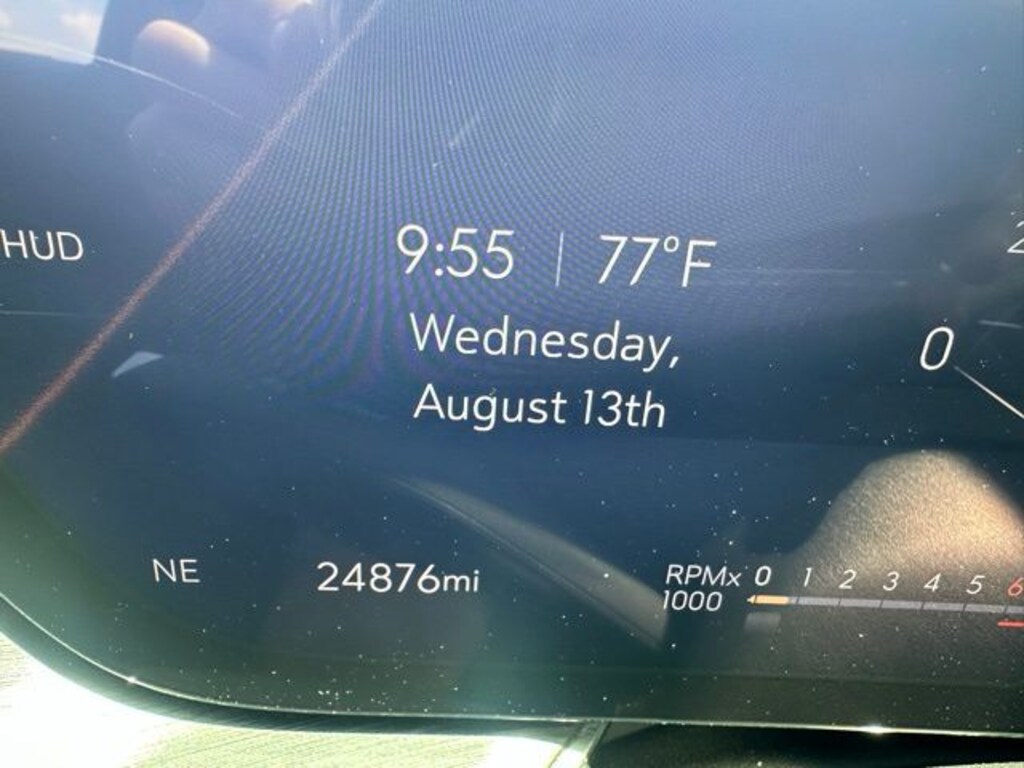 HUD
9:55 | 77°F
2
Wednesday,
0
August 13th
NE
24876mi
RPMx 0 1 2 3 4 5 6
1000